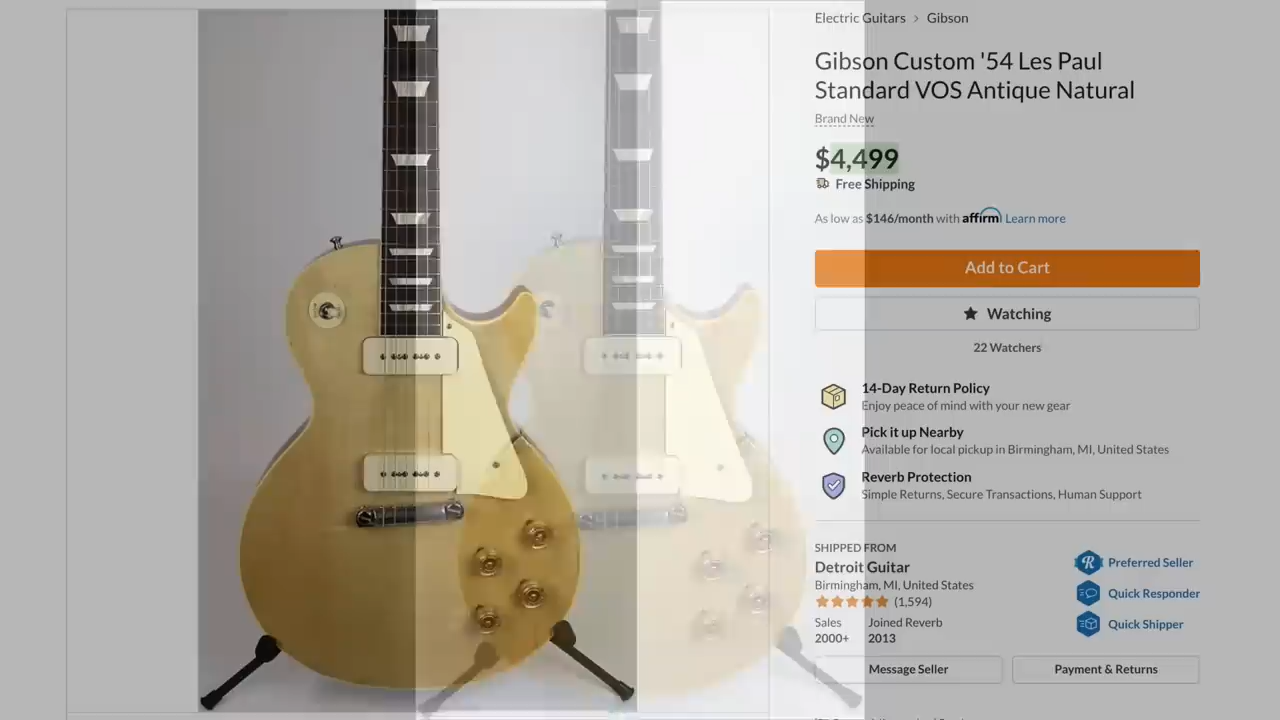 Electric Guitars > Gibson
Gibson Custom '54 Les Paul
Standard VOS Antique Natural
Brand New
$4,499
Free Shipping
As low as $146/month with affirm Learn more
Add to Cart
Watching
22 Watchers
14-Day Return Policy
Enjoy peace of mind with your new gear
Pick it up Nearby
Available for local pickup in Birmingham, MI, United States
Reverb Protection
Simple Returns, Secure Transactions, Human Support
SHIPPED FROM
Detroit Guitar
Birmingham, MI, United States
(1,594)
Sales Joined Reverb
2000+ 2013
Preferred Seller
Quick Responder
Quick Shipper
Message Seller
Payment & Returns